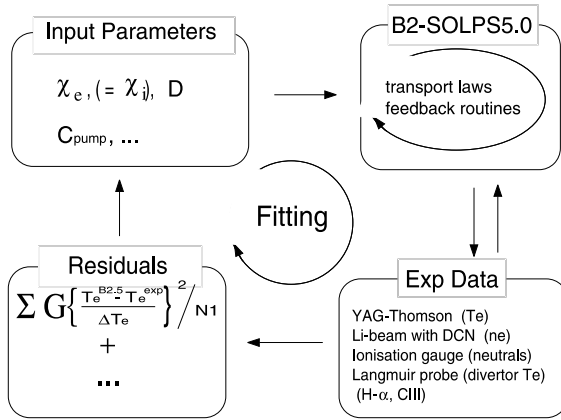 Input Parameters
χe, (= χi), D
Cpump, ...
B2-SOLPS5.0
transport laws
feedback routines
Fitting
Residuals
Σ G{(Te^B2.5 - Te^exp)/ΔTe}^2/N1
+
...
Exp Data
YAG-Thomson (Te)
Li-beam with DCN (ne)
Ionisation gauge (neutrals)
Langmuir probe (divertor Te)
(H-α, CIII)